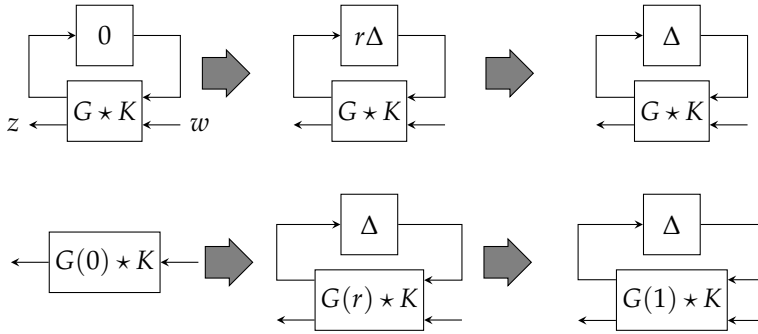 0 rΔ Δ
G ⋆ K G ⋆ K G ⋆ K
z w
Δ Δ
G(0) ⋆ K G(r) ⋆ K G(1) ⋆ K